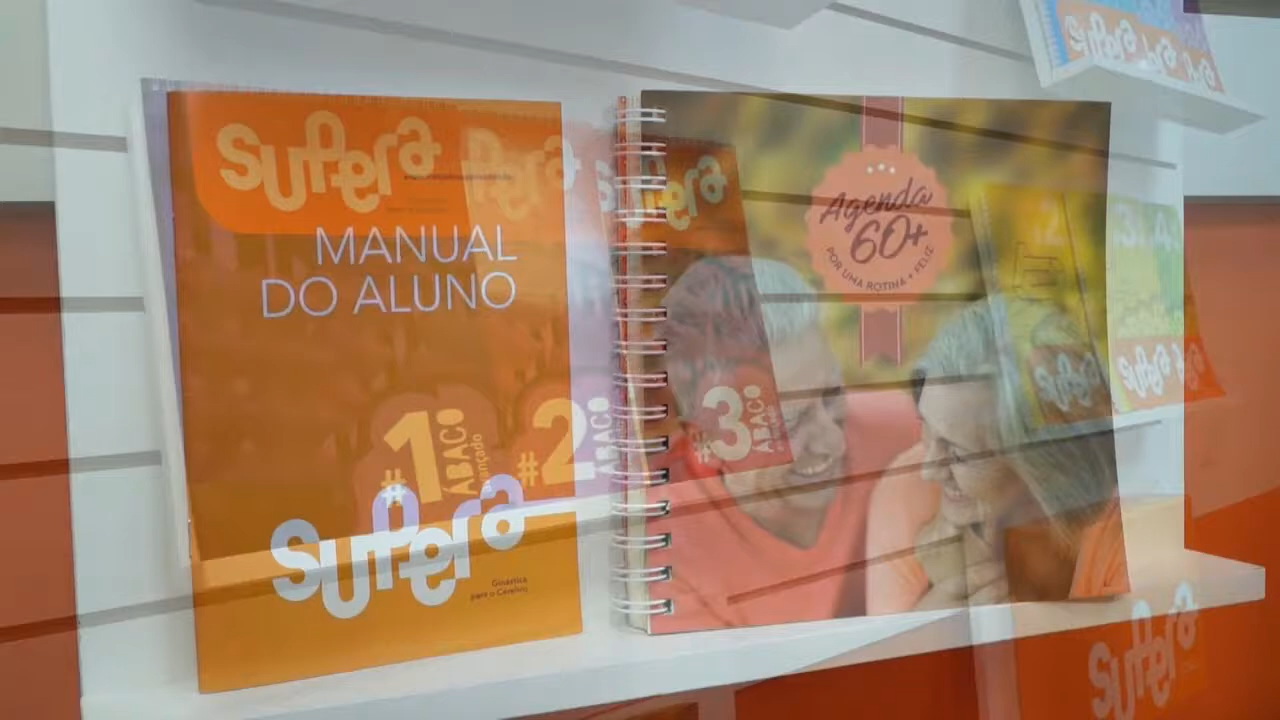 supera
MANUAL
DO ALUNO
supera
Ginástica
para o Cérebro
#1 ÁBACO
avançado
#2 ÁBACO
#3 ÁBACO
supera
Agenda
60+
POR UMA ROTINA + FELIZ
supera
supera
supera